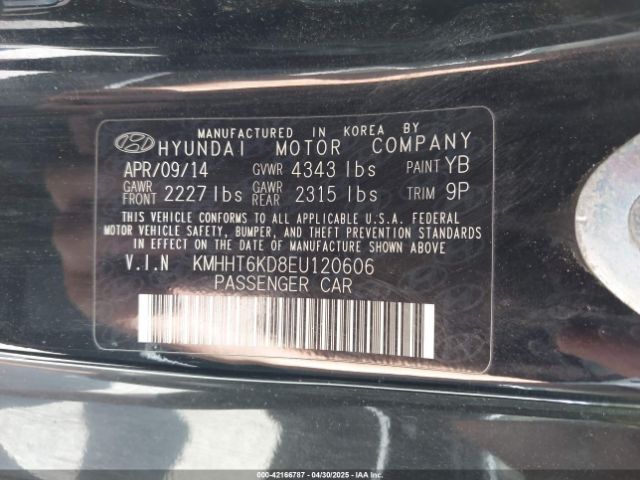 MANUFACTURED IN KOREA BY
HYUNDAI MOTOR COMPANY
APR/09/14 GVWR 4343 lbs PAINT YB
GAWR FRONT 2227 lbs GAWR REAR 2315 lbs TRIM 9P
THIS VEHICLE CONFORMS TO ALL APPLICABLE U.S.A. FEDERAL
MOTOR VEHICLE SAFETY, BUMPER, AND THEFT PREVENTION STANDARDS
IN EFFECT ON THE DATE OF MANUFACTURE SHOWN ABOVE.
V.I.N KMHHT6KD8EU120606
PASSENGER CAR
000-42166787 - 04/30/2025 - IAAI.COM